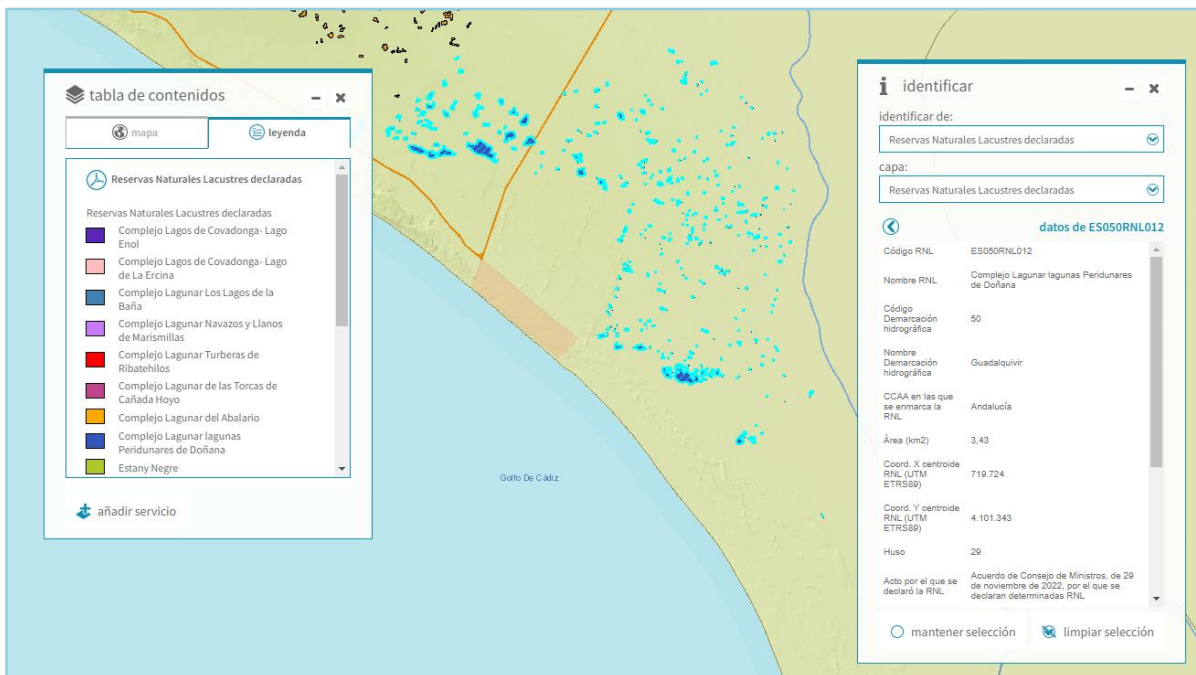 tabla de contenidos
mapa
leyenda
Reservas Naturales Lacustres declaradas
Reservas Naturales Lacustres declaradas
Complejo Lagos de Covadonga- Lago
Enol
Complejo Lagos de Covadonga- Lago
de La Ercina
Complejo Lagunar Los Lagos de la
Baña
Complejo Lagunar Navazos y Llanos
de Marismillas
Complejo Lagunar Turberas de
Ribatehilos
Complejo Lagunar de las Torcas de
Cañada Hoyo
Complejo Lagunar del Abalario
Complejo Lagunar lagunas
Peridunares de Doñana
Estany Negre
añadir servicio
Golfo De Cádiz
identificar
identificar de:
Reservas Naturales Lacustres declaradas
capa:
Reservas Naturales Lacustres declaradas
datos de ES050RNL012
Código RNL ES050RNL012
Nombre RNL Complejo Lagunar lagunas Peridunares
de Doñana
Código
Demarcación 50
hidrográfica
Nombre
Demarcación Guadalquivir
hidrográfica
CCAA en las que
se enmarca la Andalucía
RNL
Área (km2) 3,43
Coord. X centroide
RNL (UTM 719.724
ETRS89)
Coord. Y centroide
RNL (UTM 4.101.343
ETRS89)
Huso 29
Acto por el que se Acuerdo de Consejo de Ministros, de 29
declaró la RNL de noviembre de 2022, por el que se
declaran determinadas RNL
mantener selección
limpiar selección